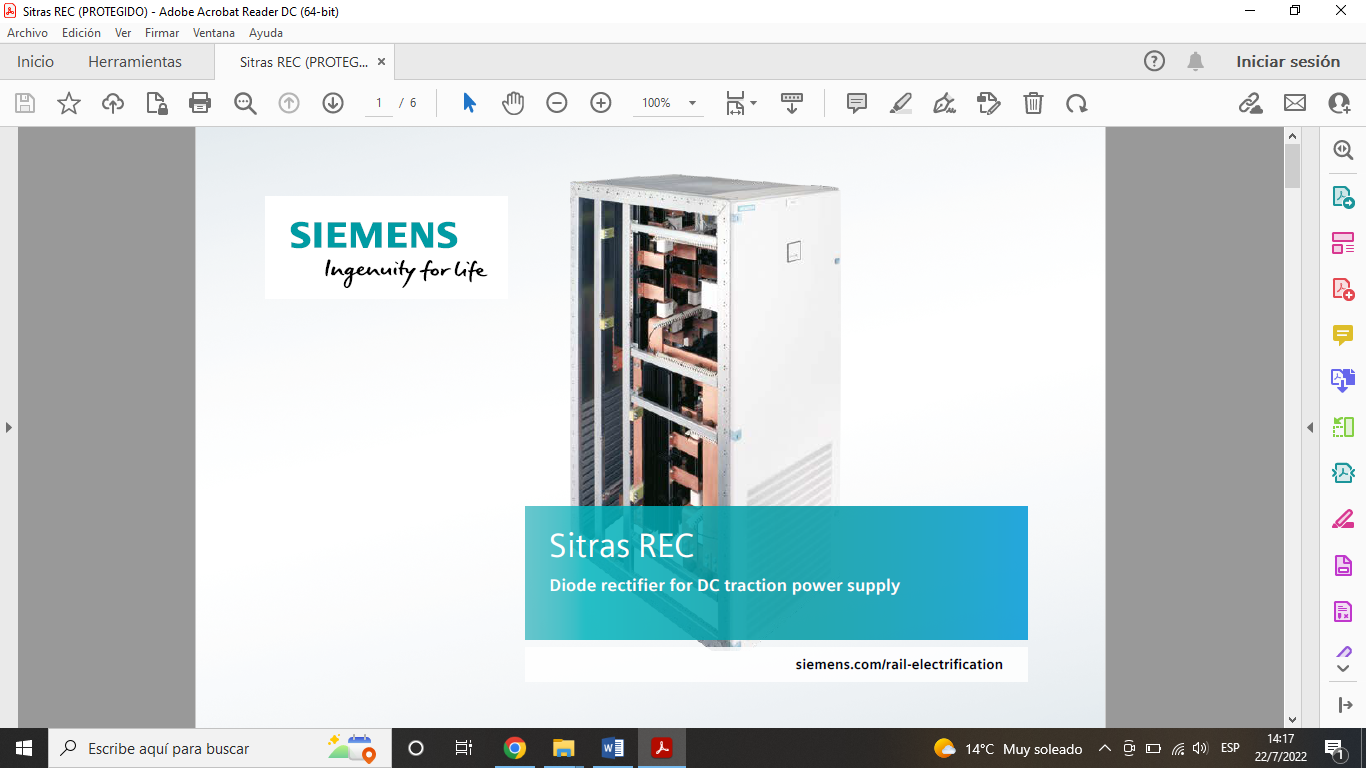 Sitras REC (PROTEGIDO) - Adobe Acrobat Reader DC (64-bit)
Archivo Edición Ver Firmar Ventana Ayuda
Inicio Herramientas Sitras REC (PROTEG... Iniciar sesión
1 / 6 100%
SIEMENS
Ingenuity for life
Sitras REC
Diode rectifier for DC traction power supply
siemens.com/rail-electrification
Escribe aquí para buscar 14°C Muy soleado ESP 14:17
22/7/2022 1